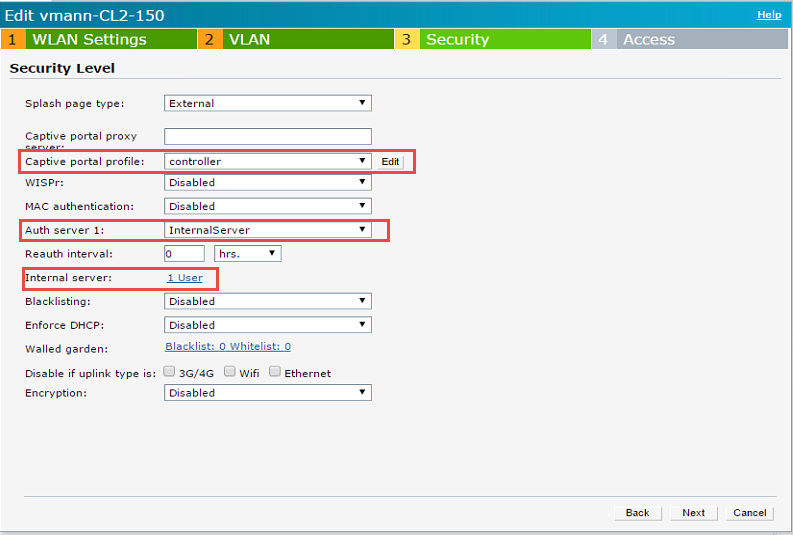 Edit vmann-CL2-150 Help
1 WLAN Settings 2 VLAN 3 Security 4 Access
Security Level
Splash page type: External
Captive portal proxy
server:
Captive portal profile: controller Edit
WISPr: Disabled
MAC authentication: Disabled
Auth server 1: InternalServer
Reauth interval: 0 hrs.
Internal server: 1 User
Blacklisting: Disabled
Enforce DHCP: Disabled
Walled garden: Blacklist: 0 Whitelist: 0
Disable if uplink type is: 3G/4G Wifi Ethernet
Encryption: Disabled
Back Next Cancel